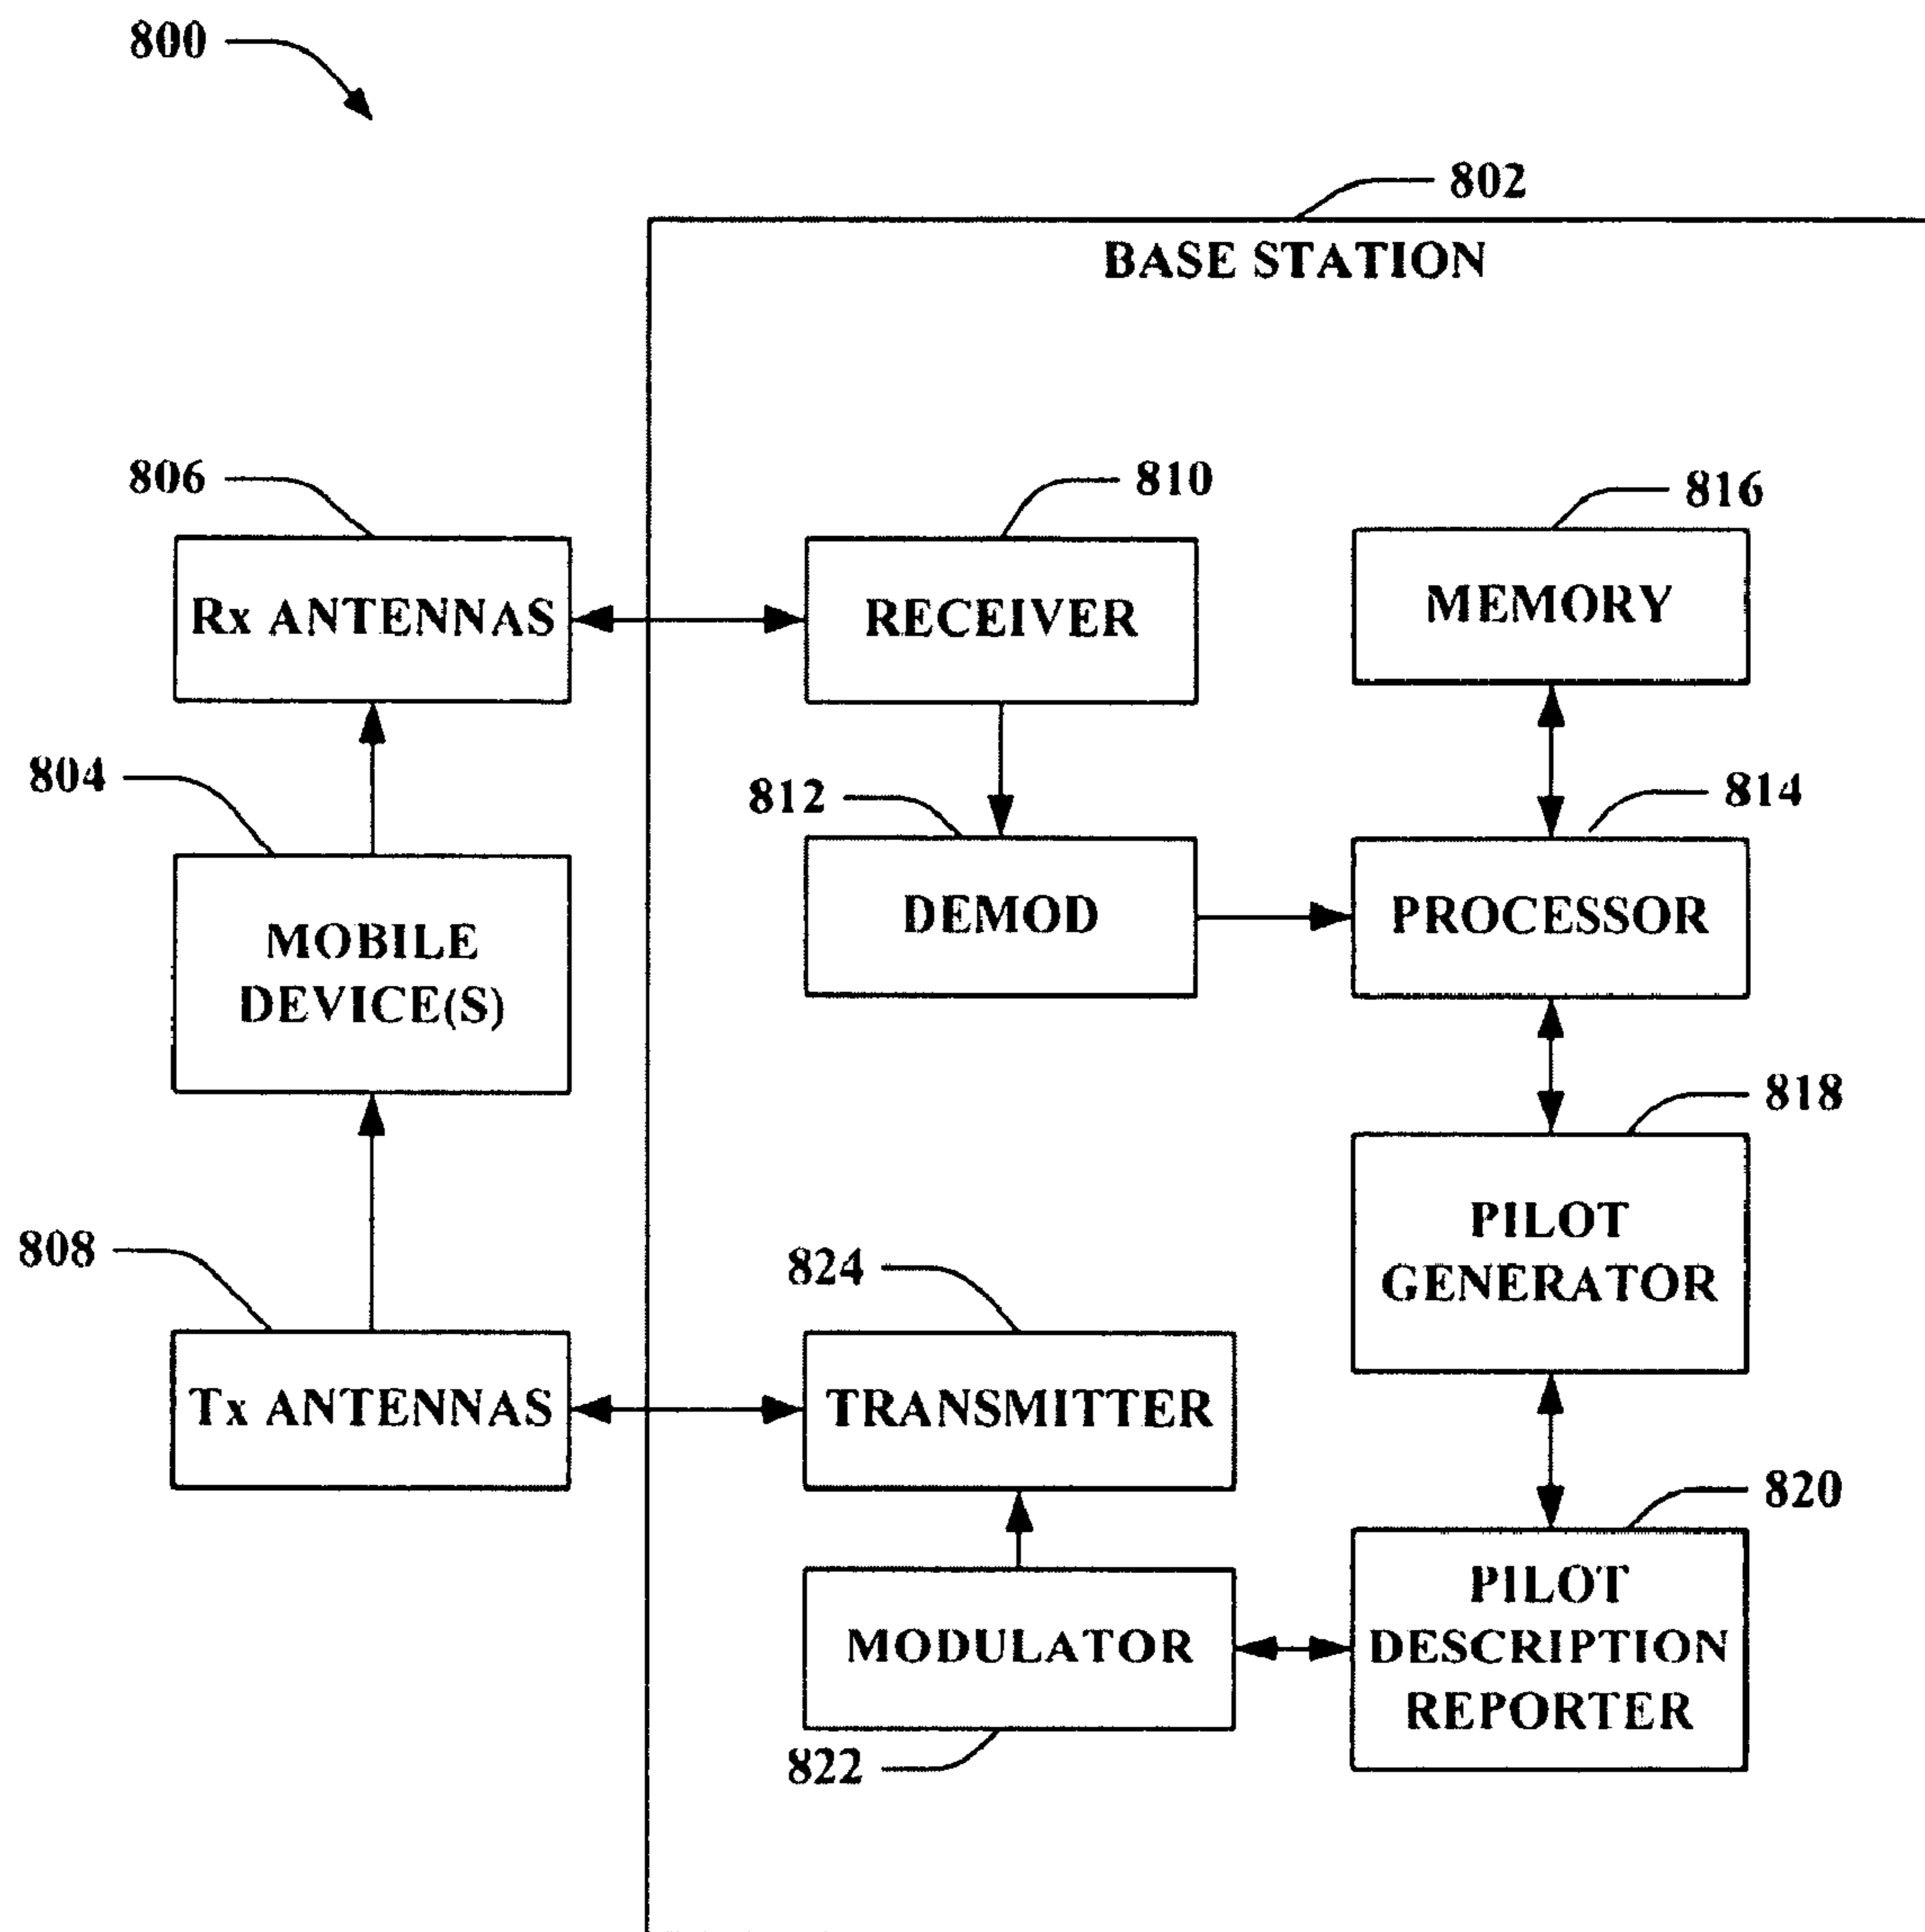 800
802
BASE STATION
806
810
816
Rx ANTENNAS
RECEIVER
MEMORY
804
812
814
MOBILE
DEVICE(S)
DEMOD
PROCESSOR
818
808
824
PILOT
GENERATOR
Tx ANTENNAS
TRANSMITTER
820
MODULATOR
PILOT
DESCRIPTION
REPORTER
822